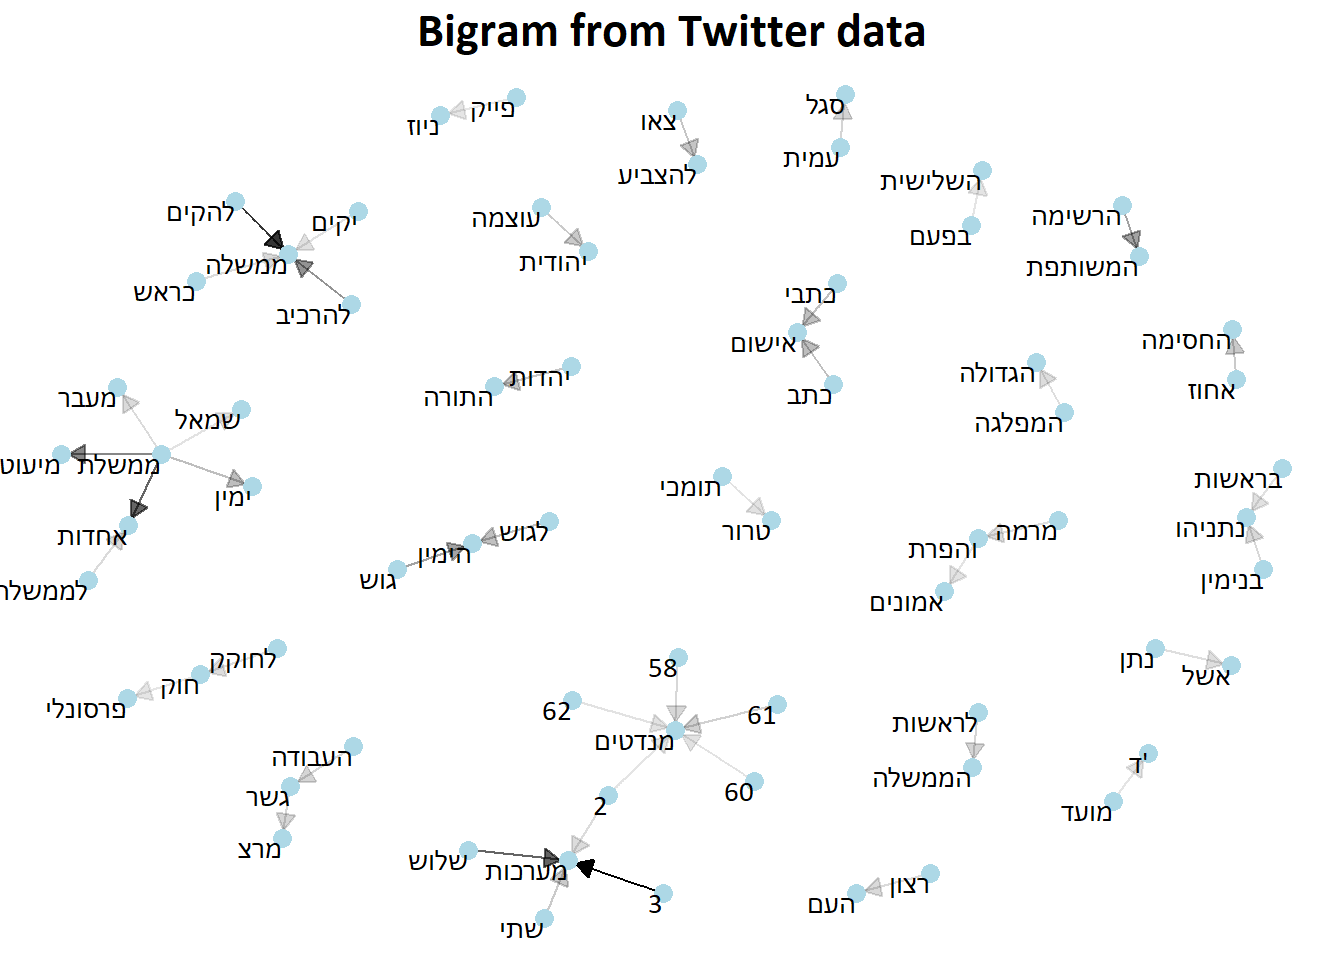 Bigram from Twitter data
פייק
ניוז
צאו
להצביע
סגל
עמית
השלישית
בפעם
הרשימה
המשותפת
להקים
יקים
ממשלה
בראש
להרכיב
עוצמה
יהודית
כתבי
אישום
כתב
החסימה
אחוז
הגדולה
המפלגה
יהדות
התורה
מעבר
שמאל
ממשלת
מיעוט
ימין
אחדות
תומכי
טרור
בראשות
נתניהו
בנימין
לגוש
הימין
גוש
מרמה
והפרת
אמונים
לחוקק
חוק
פרסונלי
נתן
אשל
58
62
61
מנדטים
60
2
לראשות
הממשלה
העבודה
גשר
מרצ
ד'
מועד
שלוש
מערכות
3
שתי
רצון
העם